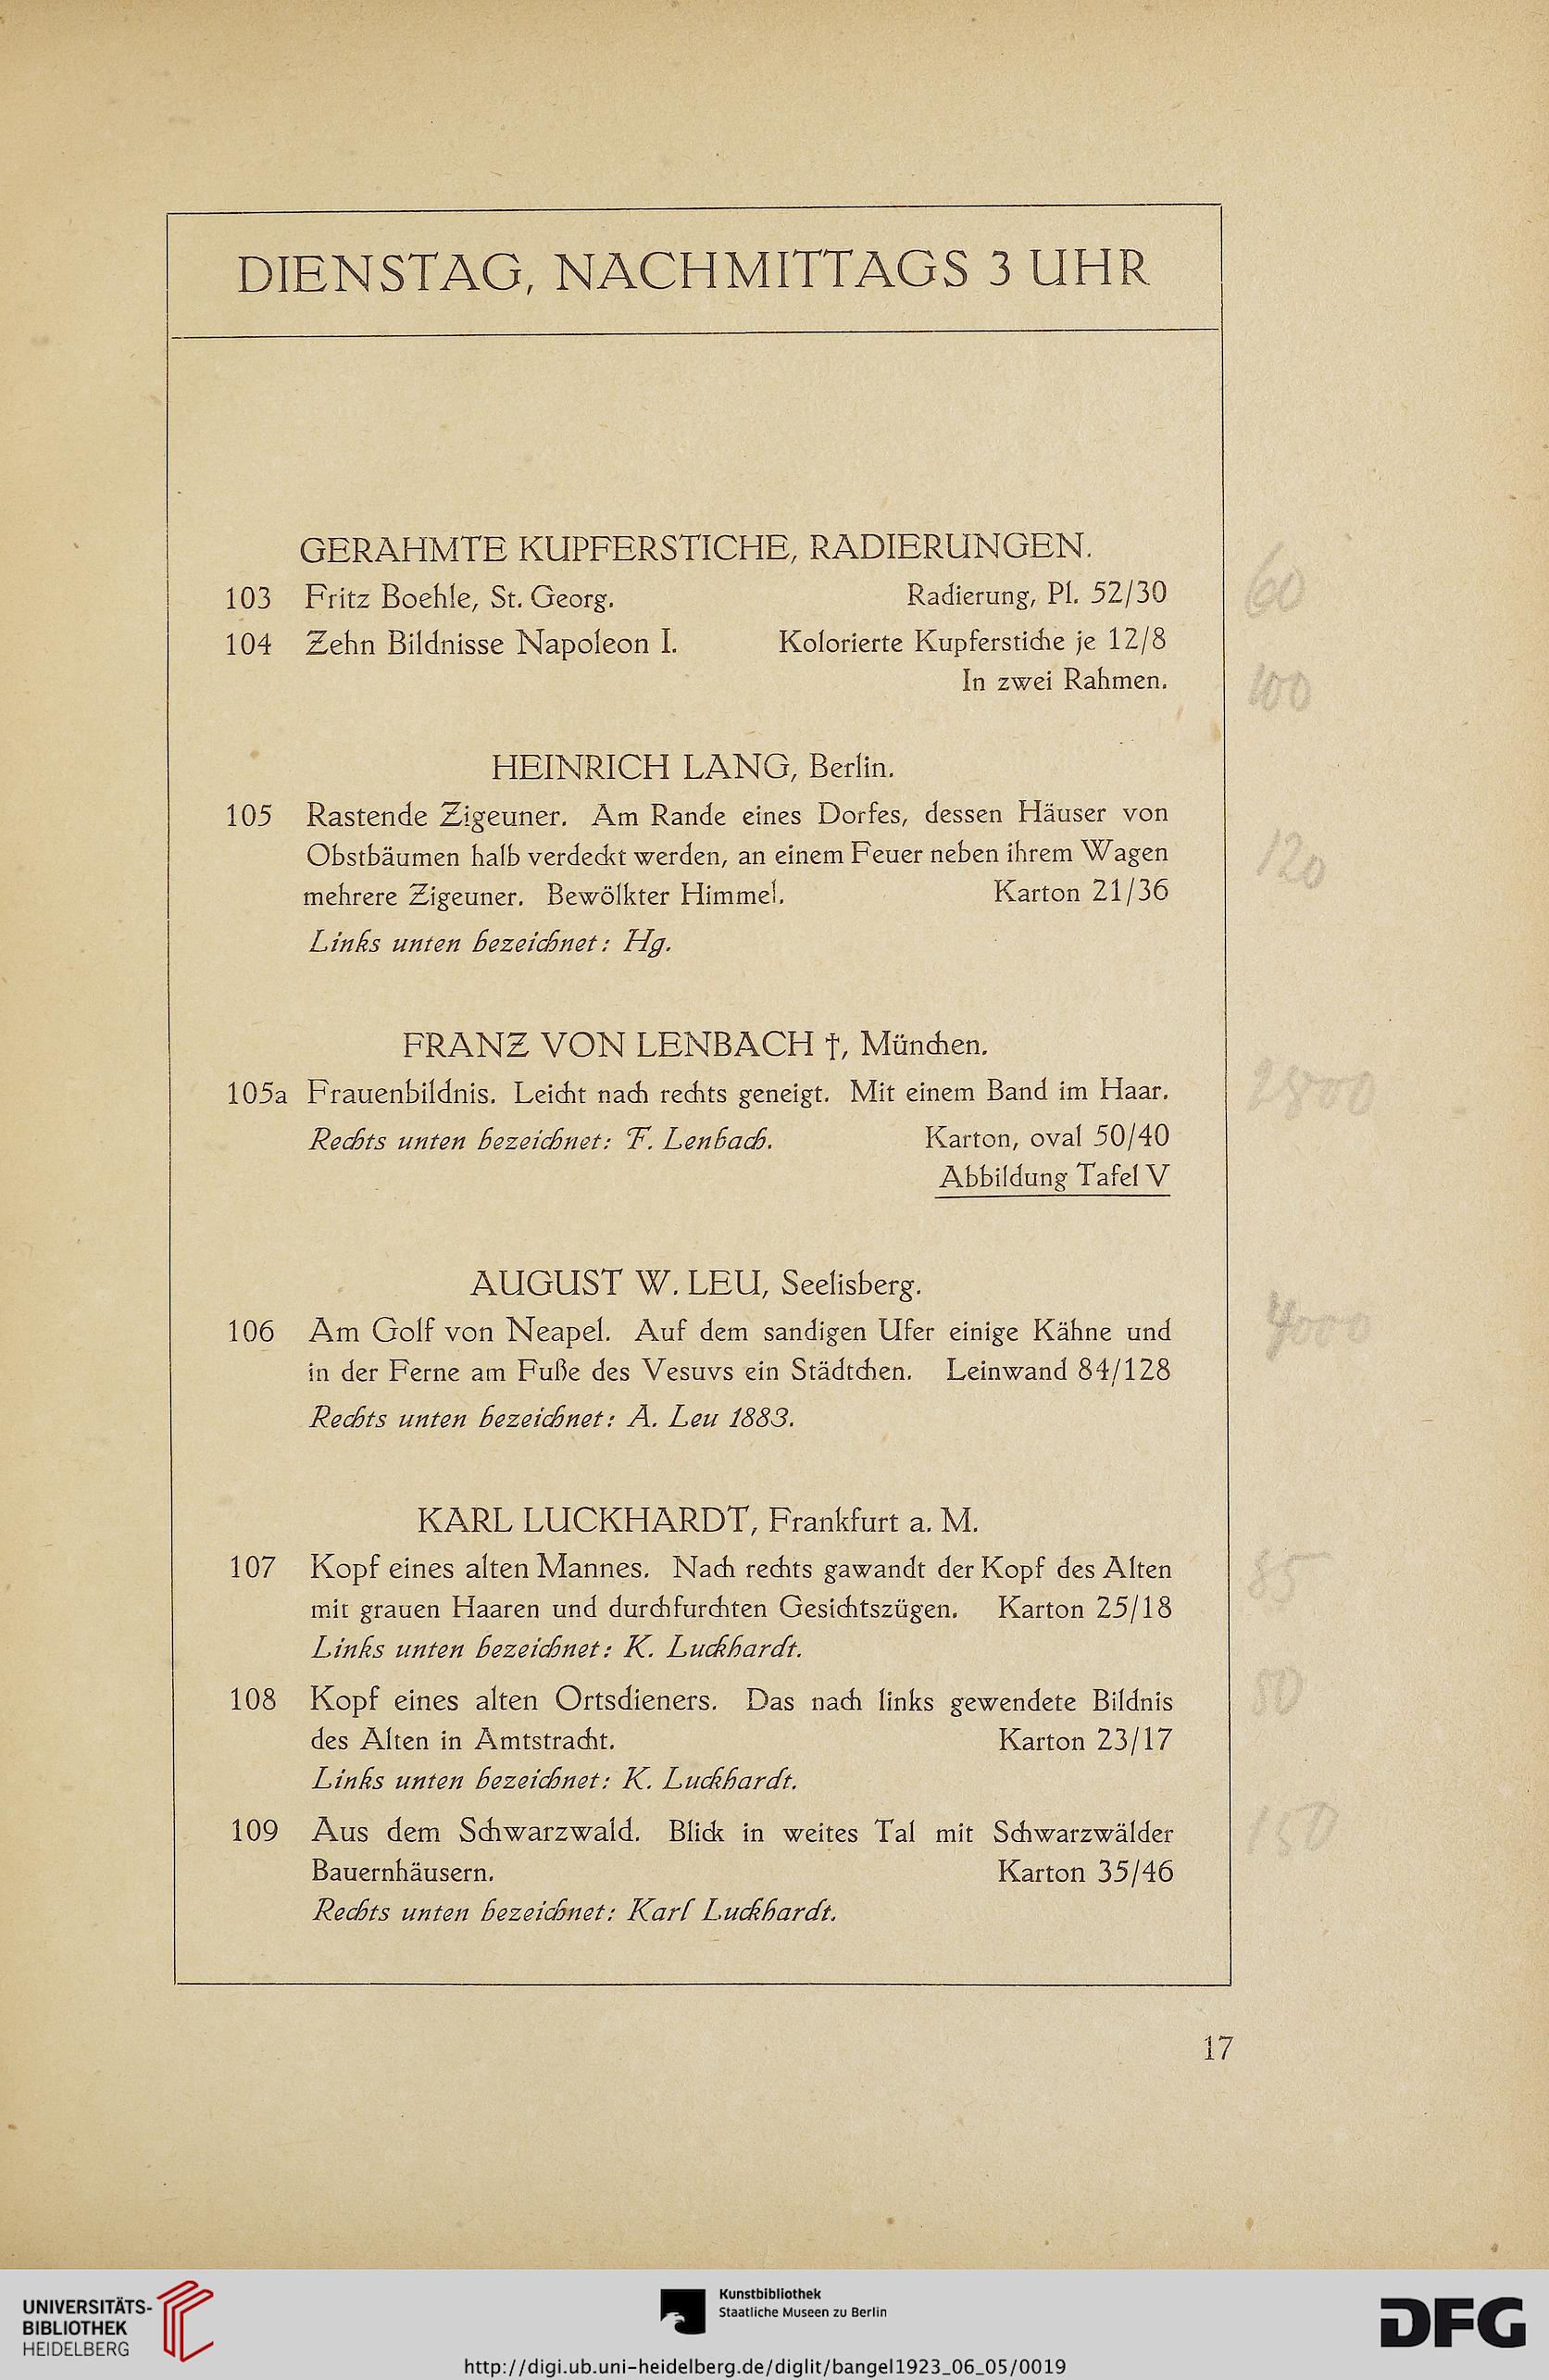 DIENSTAG, NACHMITTAGS 3 UHR
GERAHMTE KUPFERSTICHE, RADIERUNGEN.
103 Fritz Boehle, St. Georg. Radierung, Pl. 52/30
60
104 Zehn Bildnisse Napoleon I. Kolorierte Kupferstiche je 12/8
In zwei Rahmen.
100
HEINRICH LANG, Berlin.
105 Rastende Zigeuner. Am Rande eines Dorfes, dessen Häuser von
Obstbäumen halb verdeckt werden, an einem Feuer neben ihrem Wagen
120
mehrere Zigeuner. Bewölkter Himmel. Karton 21/36
Links unten bezeichnet: Hg.
FRANZ VON LENBACH †, München.
105a Frauenbildnis. Leicht nach rechts geneigt. Mit einem Band im Haar.
Rechts unten bezeichnet: F. Lenbach. Karton, oval 50/40
Abbildung Tafel V
AUGUST W. LEU, Seelisberg.
106 Am Golf von Neapel. Auf dem sandigen Ufer einige Kähne und
4000
in der Ferne am Fuße des Vesuvs ein Städtchen. Leinwand 84/128
Rechts unten bezeichnet: A. Leu 1883.
KARL LUCKHARDT, Frankfurt a. M.
107 Kopf eines alten Mannes. Nach rechts gawandt der Kopf des Alten
85
mit grauen Haaren und durchfurchten Gesichtszügen. Karton 25/18
Links unten bezeichnet: K. Luckhardt.
108 Kopf eines alten Ortsdieners. Das nach links gewendete Bildnis
50
des Alten in Amtstracht. Karton 23/17
Links unten bezeichnet: K. Luckhardt.
109 Aus dem Schwarzwald. Blick in weites Tal mit Schwarzwälder
150
Bauernhäusern. Karton 35/46
Rechts unten bezeichnet: Karl Luckhardt.
17
UNIVERSITÄTS-
BIBLIOTHEK
HEIDELBERG
Kunstbibliothek
Staatliche Museen zu Berlin
DFG
http://digi.ub.uni-heidelberg.de/diglit/bangel1923_06_05/0019